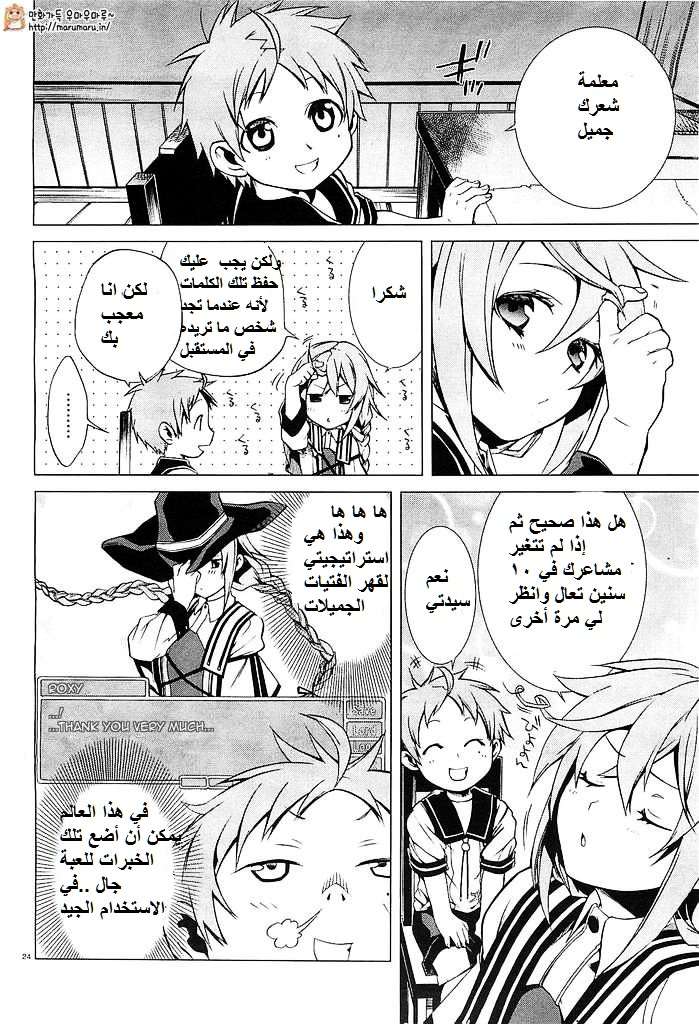 만화가득 우마우마루~
http://marumaru.in/
معلمة
شعرك
جميل
شكرا
ولكن يجب عليك
حفظ تلك الكلمات
لأنه عندما تجد
شخص ما تريده
في المستقبل
لكن انا
معجب
بك
.........
هل هذا صحيح ثم
إذا لم تتغير
مشاعرك في ١٠
سنين تعال وانظر
لي مرة أخرى
نعم
سيدتي
ها ها ها
وهذا هي
استراتيجيتي
لقهر الفتيات
الجميلات
ROXY
...!
...THANK YOU VERY MUCH...
Save
Load
Log
في هذا العالم
يمكن أن أضع تلك
الخبرات للعبة
جال ..في
الاستخدام الجيد
24